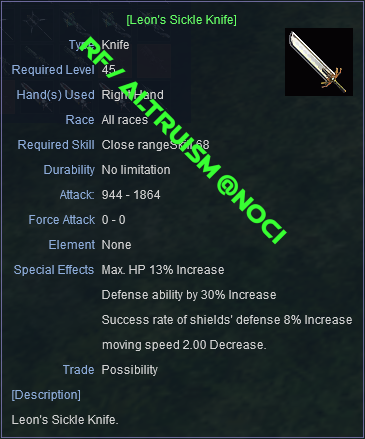 [Leon's Sickle Knife]
Type Knife
Required Level 45
Hand(s) Used Right Hand
Race All races
Required Skill Close rangeSkill 68
Durability No limitation
Attack: 944 - 1864
Force Attack 0 - 0
Element None
Special Effects Max. HP 13% Increase
Defense ability by 30% Increase
Success rate of shields' defense 8% Increase
moving speed 2.00 Decrease.
Trade Possibility
[Description]
Leon's Sickle Knife.
RF/ ALTRUISM @NOCI